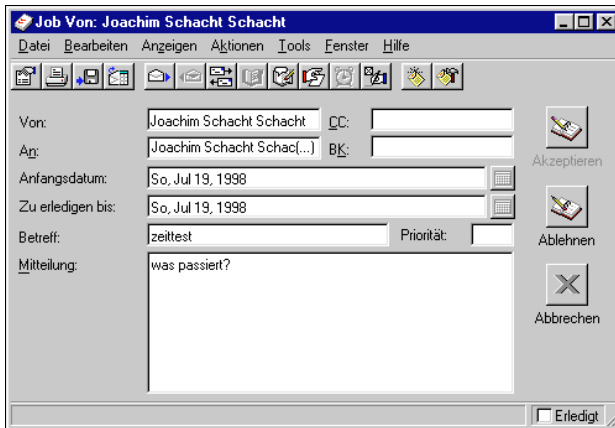 Job Von: Joachim Schacht Schacht
Datei Bearbeiten Anzeigen Aktionen Tools Fenster Hilfe
Von: Joachim Schacht Schacht CC:
An: Joachim Schacht Schac(...) BK:
Akzeptieren
Anfangsdatum: So, Jul 19, 1998
Zu erledigen bis: So, Jul 19, 1998
Betreff: zeittest Priorität:
Ablehnen
Mitteilung: was passiert?
Abbrechen
Erledigt